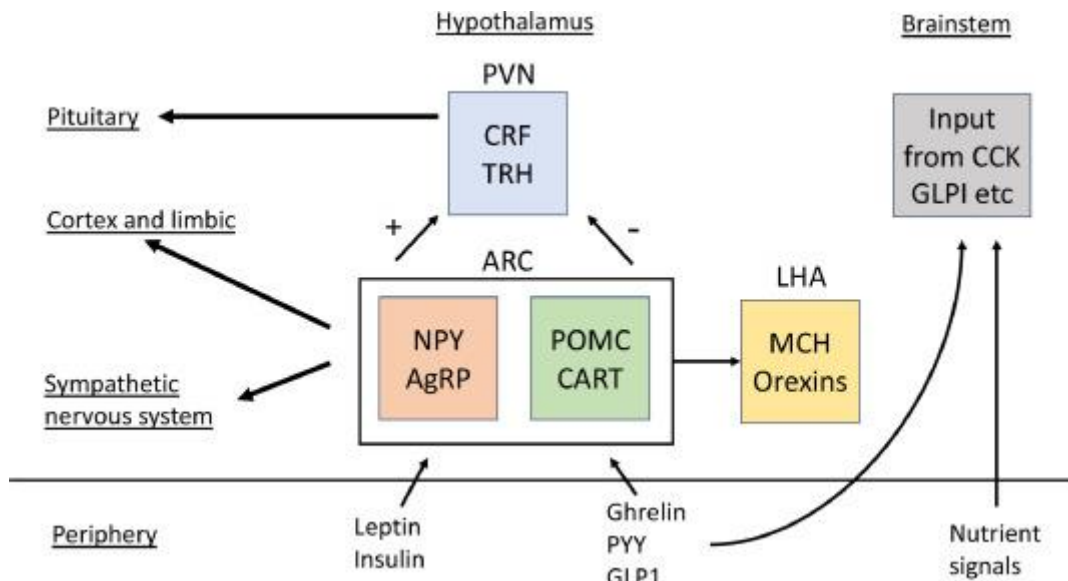 Hypothalamus
Brainstem
PVN
Pituitary
CRF
TRH
Input
from CCK
GLPI etc
Cortex and limbic
+
-
ARC
LHA
NPY
AgRP
POMC
CART
MCH
Orexins
Sympathetic
nervous system
Periphery
Leptin
Insulin
Ghrelin
PYY
GLP1
Nutrient
signals